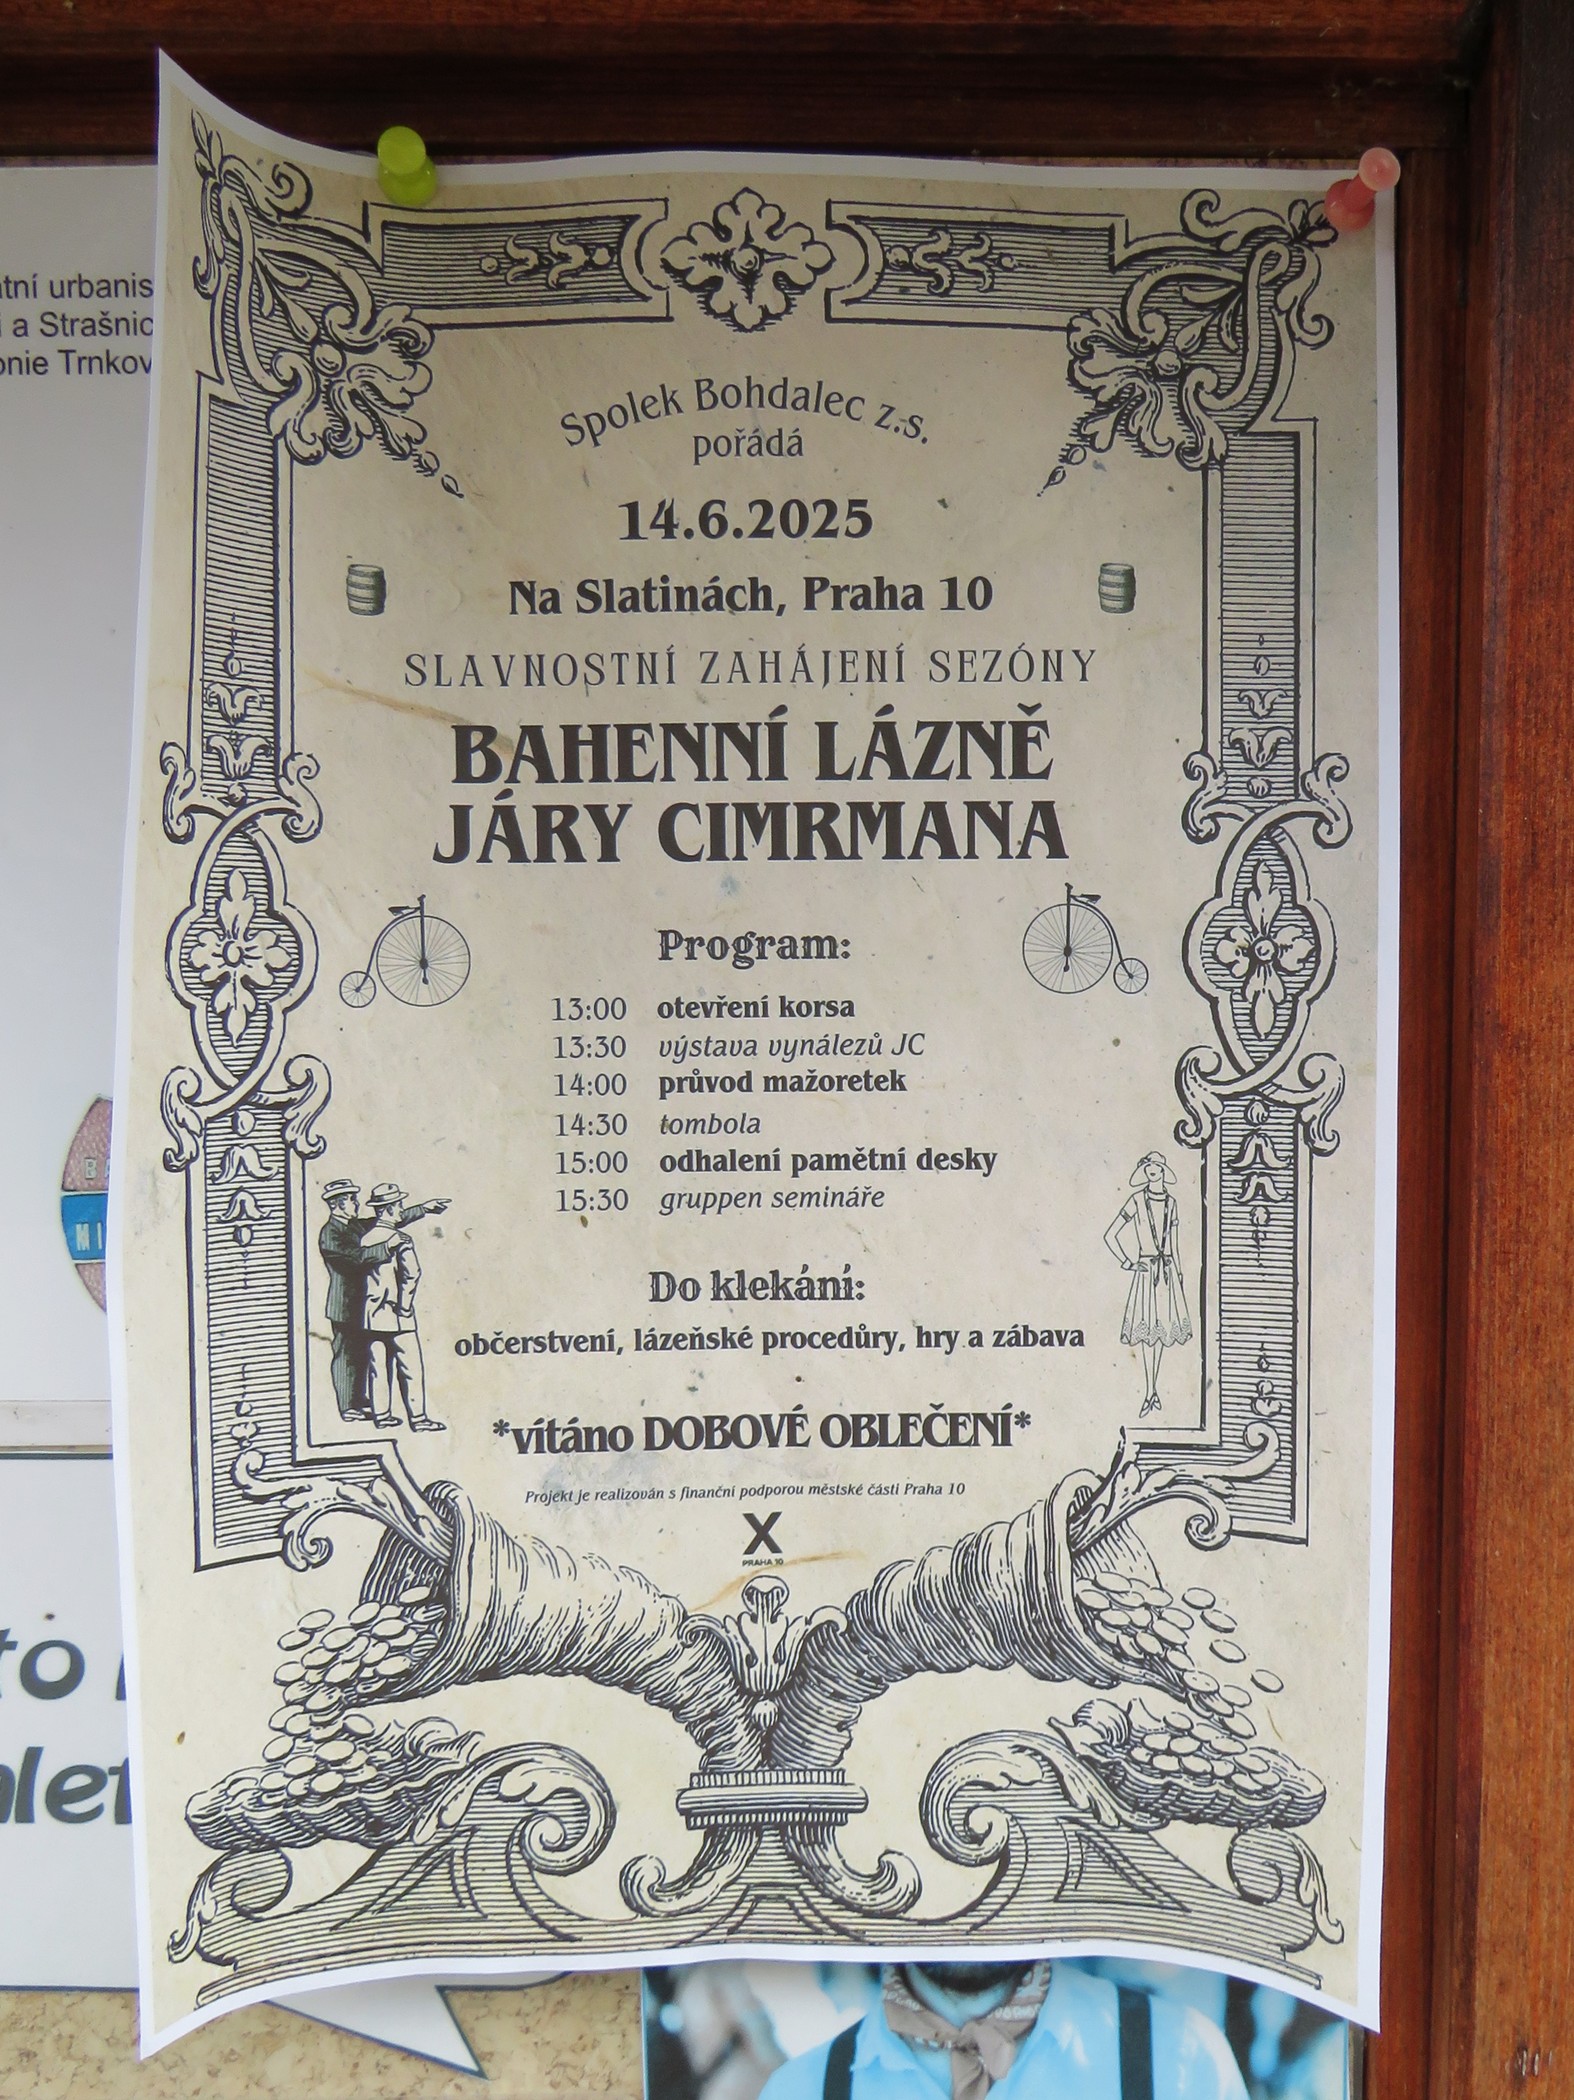 Spolek Bohdalec z.s.
pořádá
14.6.2025
Na Slatinách, Praha 10
SLAVNOSTNÍ ZAHÁJENÍ SEZÓNY
BAHENNÍ LÁZNĚ
JÁRY CIMRMANA
Program:
13:00 otevření korsa
13:30 výstava vynálezů JC
14:00 průvod mažoretek
14:30 tombola
15:00 odhalení pamětní desky
15:30 gruppen semináře
Do klekání:
občerstvení, lázeňské procedůry, hry a zábava
*vítáno DOBOVÉ OBLEČENÍ*
Projekt je realizován s finanční podporou městské části Praha 10
X
PRAHA 10
tní urbanis
i a Strašnic
onie Trnkov